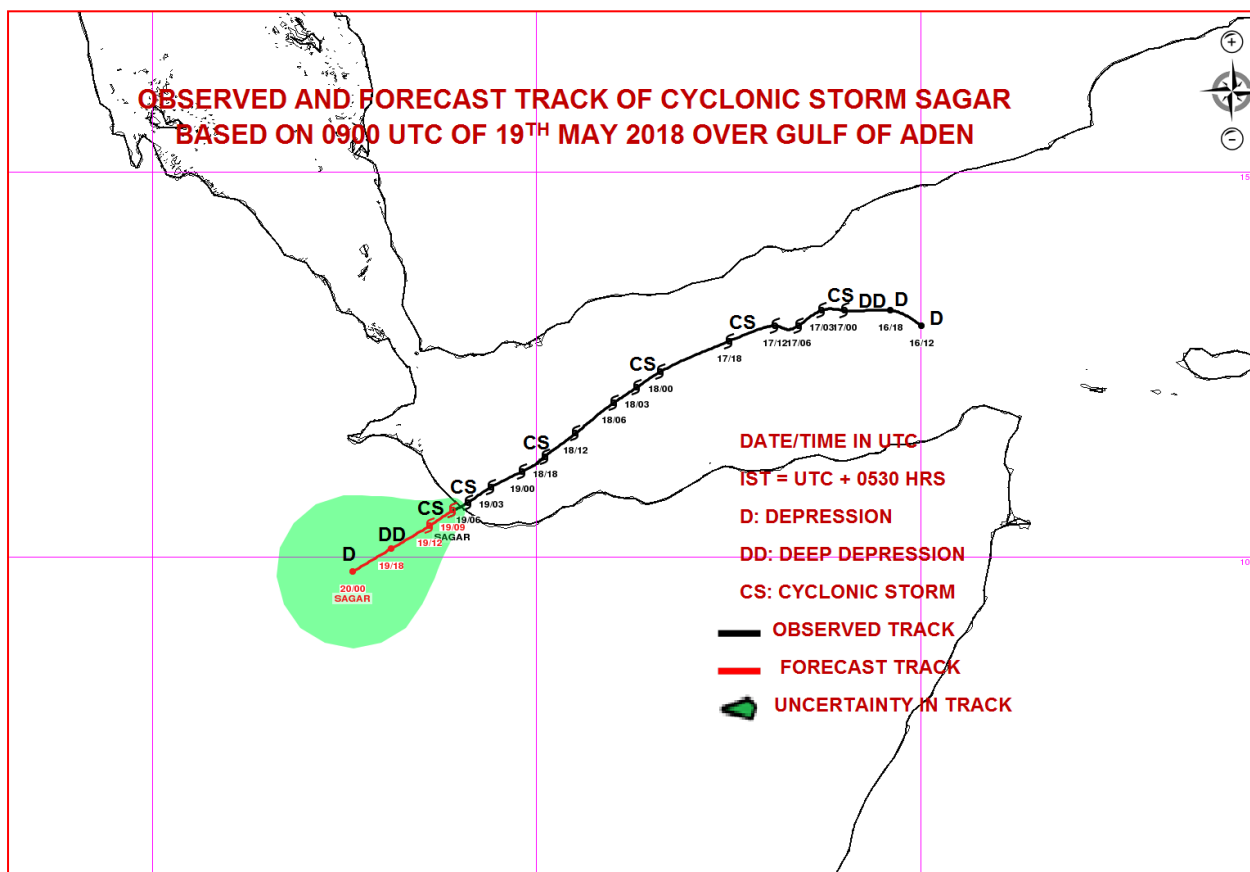 OBSERVED AND FORECAST TRACK OF CYCLONIC STORM SAGAR
BASED ON 0900 UTC OF 19TH MAY 2018 OVER GULF OF ADEN
15
CS
DD
D
D
17/03
17/00
16/18
16/12
17/12
17/06
CS
17/18
CS
18/00
18/03
18/06
18/12
CS
18/18
19/00
CS
19/03
19/06
CS
19/09
SAGAR
19/12
DD
19/18
D
20/00
SAGAR
10
DATE/TIME IN UTC
IST = UTC + 0530 HRS
D: DEPRESSION
DD: DEEP DEPRESSION
CS: CYCLONIC STORM
OBSERVED TRACK
FORECAST TRACK
UNCERTAINTY IN TRACK